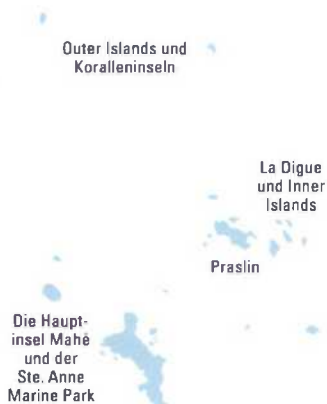 Outer Islands und
Koralleninseln
La Digue
und Inner
Islands
Praslin
Die Haupt-
insel Mahé
und der
Ste. Anne
Marine Park